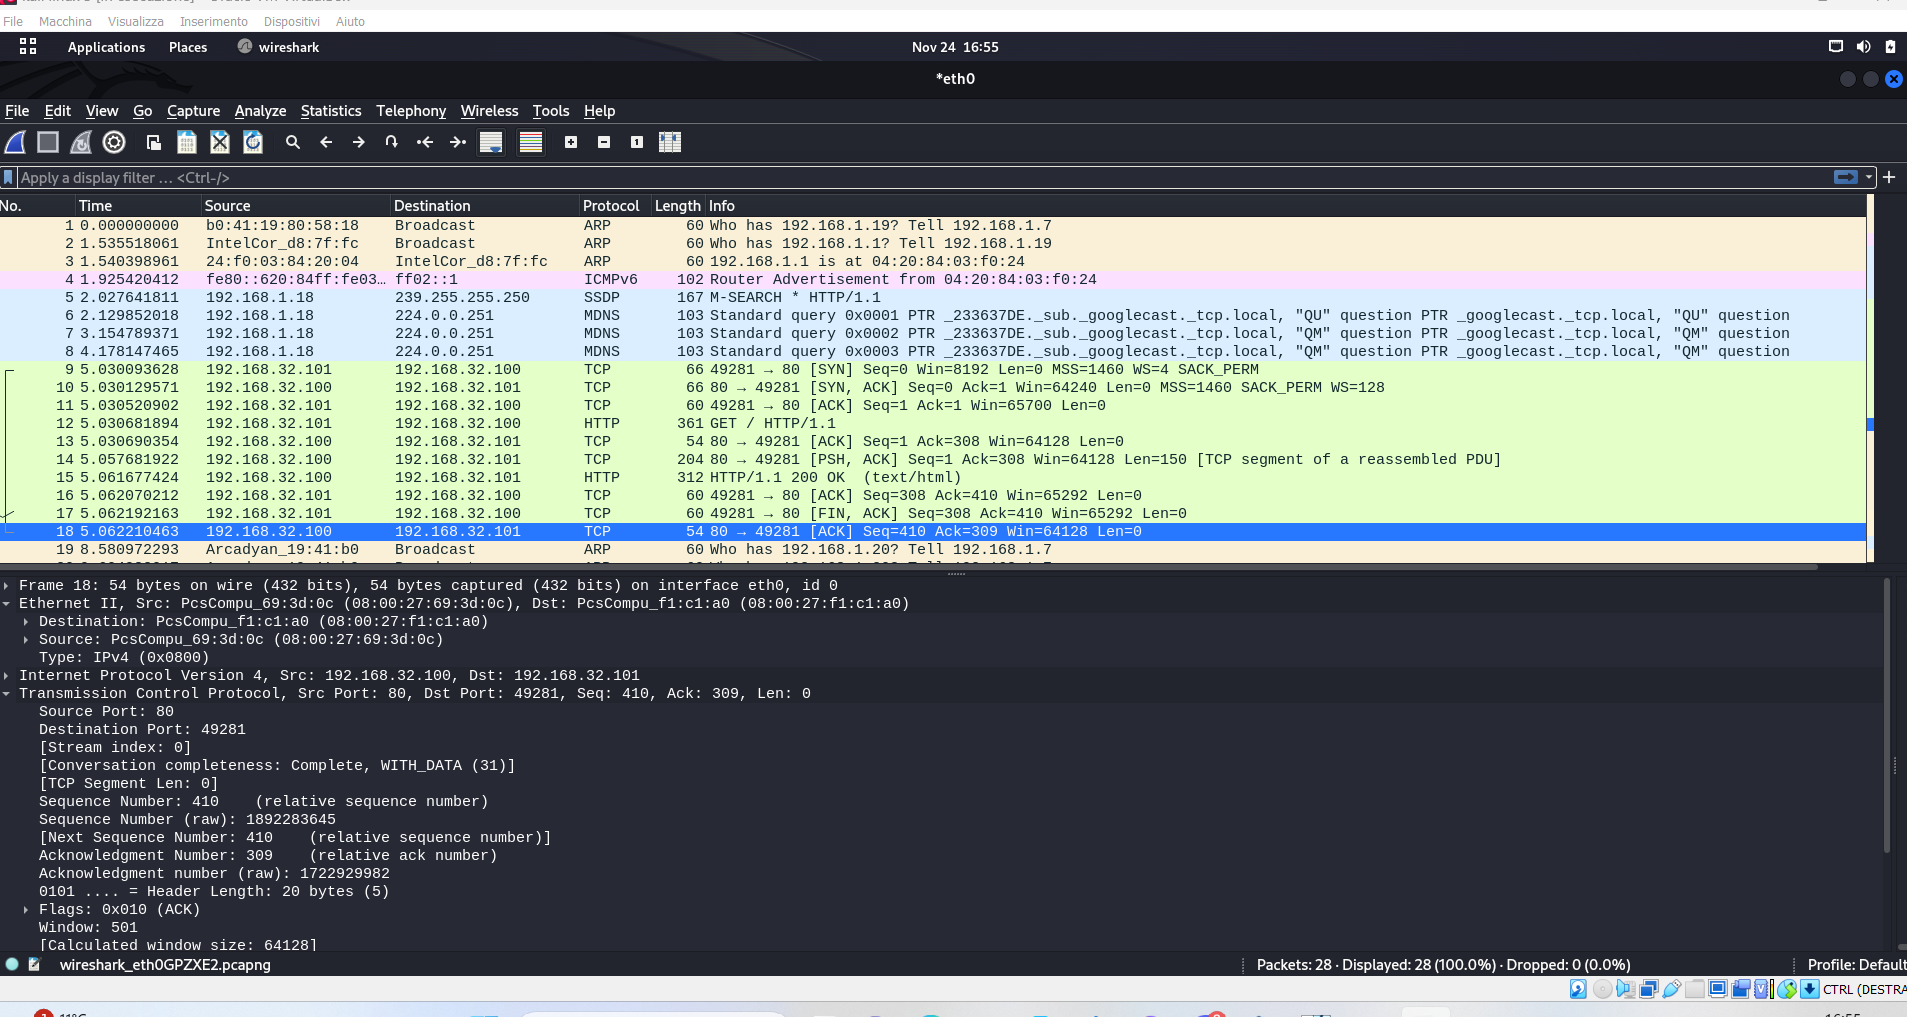 File Macchina Visualizza Inserimento Dispositivi Aiuto
Applications Places wireshark Nov 24 16:55
*eth0
File Edit View Go Capture Analyze Statistics Telephony Wireless Tools Help
Apply a display filter … <Ctrl-/>
No. Time Source Destination Protocol Length Info
1 0.000000000 b0:41:19:80:58:18 Broadcast ARP 60 Who has 192.168.1.19? Tell 192.168.1.7
2 1.535518061 IntelCor_d8:7f:fc Broadcast ARP 60 Who has 192.168.1.1? Tell 192.168.1.19
3 1.540398961 24:f0:03:84:20:04 IntelCor_d8:7f:fc ARP 60 192.168.1.1 is at 04:20:84:03:f0:24
4 1.925420412 fe80::620:84ff:fe03… ff02::1 ICMPv6 102 Router Advertisement from 04:20:84:03:f0:24
5 2.027641811 192.168.1.18 239.255.255.250 SSDP 167 M-SEARCH * HTTP/1.1
6 2.129852018 192.168.1.18 224.0.0.251 MDNS 103 Standard query 0x0001 PTR _233637DE._sub._googlecast._tcp.local, "QU" question PTR _googlecast._tcp.local, "QU" question
7 3.154789371 192.168.1.18 224.0.0.251 MDNS 103 Standard query 0x0002 PTR _233637DE._sub._googlecast._tcp.local, "QM" question PTR _googlecast._tcp.local, "QM" question
8 4.178147465 192.168.1.18 224.0.0.251 MDNS 103 Standard query 0x0003 PTR _233637DE._sub._googlecast._tcp.local, "QM" question PTR _googlecast._tcp.local, "QM" question
9 5.030093628 192.168.32.101 192.168.32.100 TCP 66 49281 → 80 [SYN] Seq=0 Win=8192 Len=0 MSS=1460 WS=4 SACK_PERM
10 5.030129571 192.168.32.100 192.168.32.101 TCP 66 80 → 49281 [SYN, ACK] Seq=0 Ack=1 Win=64240 Len=0 MSS=1460 SACK_PERM WS=128
11 5.030520902 192.168.32.101 192.168.32.100 TCP 60 49281 → 80 [ACK] Seq=1 Ack=1 Win=65700 Len=0
12 5.030681894 192.168.32.101 192.168.32.100 HTTP 361 GET / HTTP/1.1
13 5.030690354 192.168.32.100 192.168.32.101 TCP 54 80 → 49281 [ACK] Seq=1 Ack=308 Win=64128 Len=0
14 5.057681922 192.168.32.100 192.168.32.101 TCP 204 80 → 49281 [PSH, ACK] Seq=1 Ack=308 Win=64128 Len=150 [TCP segment of a reassembled PDU]
15 5.061677424 192.168.32.100 192.168.32.101 HTTP 312 HTTP/1.1 200 OK (text/html)
16 5.062070212 192.168.32.101 192.168.32.100 TCP 60 49281 → 80 [ACK] Seq=308 Ack=410 Win=65292 Len=0
17 5.062192163 192.168.32.101 192.168.32.100 TCP 60 49281 → 80 [FIN, ACK] Seq=308 Ack=410 Win=65292 Len=0
18 5.062210463 192.168.32.100 192.168.32.101 TCP 54 80 → 49281 [ACK] Seq=410 Ack=309 Win=64128 Len=0
19 8.580972293 Arcadyan_19:41:b0 Broadcast ARP 60 Who has 192.168.1.20? Tell 192.168.1.7
Frame 18: 54 bytes on wire (432 bits), 54 bytes captured (432 bits) on interface eth0, id 0
Ethernet II, Src: PcsCompu_69:3d:0c (08:00:27:69:3d:0c), Dst: PcsCompu_f1:c1:a0 (08:00:27:f1:c1:a0)
Destination: PcsCompu_f1:c1:a0 (08:00:27:f1:c1:a0)
Source: PcsCompu_69:3d:0c (08:00:27:69:3d:0c)
Type: IPv4 (0x0800)
Internet Protocol Version 4, Src: 192.168.32.100, Dst: 192.168.32.101
Transmission Control Protocol, Src Port: 80, Dst Port: 49281, Seq: 410, Ack: 309, Len: 0
Source Port: 80
Destination Port: 49281
[Stream index: 0]
[Conversation completeness: Complete, WITH_DATA (31)]
[TCP Segment Len: 0]
Sequence Number: 410 (relative sequence number)
Sequence Number (raw): 1892283645
[Next Sequence Number: 410 (relative sequence number)]
Acknowledgment Number: 309 (relative ack number)
Acknowledgment number (raw): 1722929982
0101 .... = Header Length: 20 bytes (5)
Flags: 0x010 (ACK)
Window: 501
[Calculated window size: 64128]
wireshark_eth0GPZXE2.pcapng Packets: 28 · Displayed: 28 (100.0%) · Dropped: 0 (0.0%) Profile: Default
CTRL (DESTRA